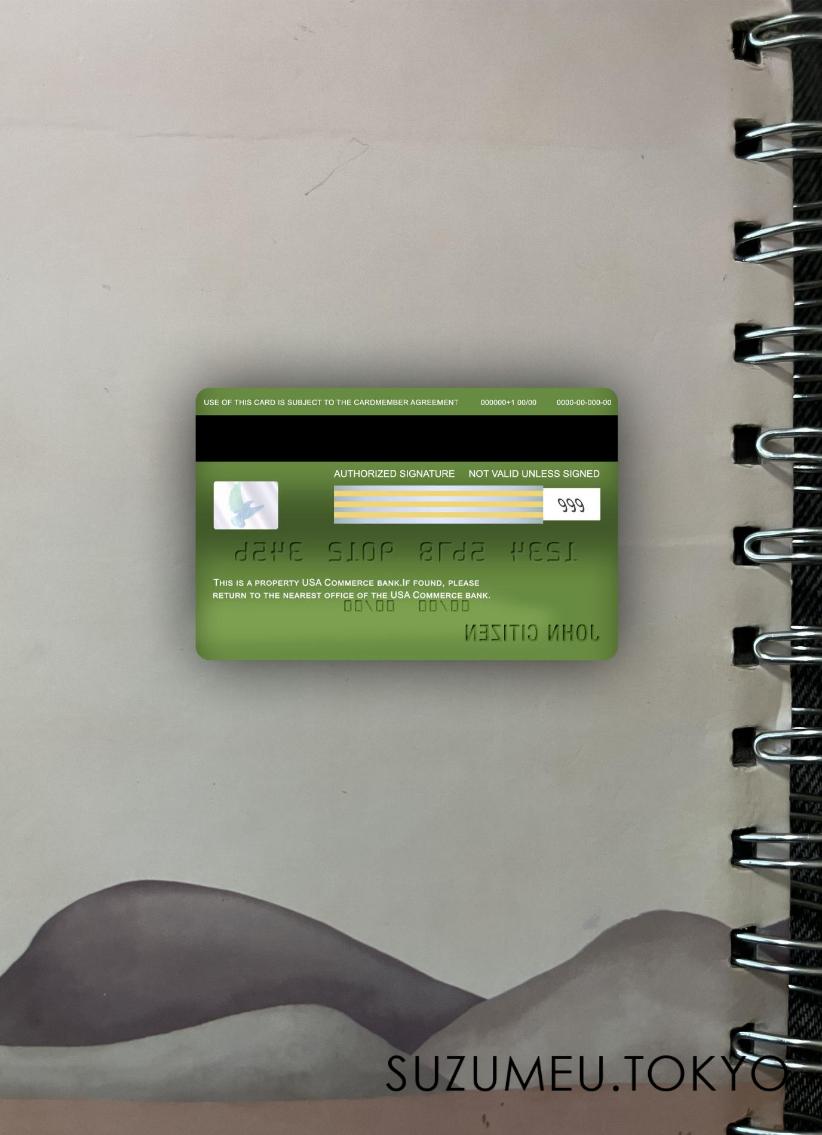 USE OF THIS CARD IS SUBJECT TO THE CARDMEMBER AGREEMENT 000000+1 00/00 0000-00-000-00
AUTHORIZED SIGNATURE NOT VALID UNLESS SIGNED
999
1234 5678 9012 3456
THIS IS A PROPERTY USA COMMERCE BANK.IF FOUND, PLEASE
RETURN TO THE NEAREST OFFICE OF THE USA COMMERCE BANK.
00/00 00/00
JOHN CITIZEN
SUZUMEU.TOKYO